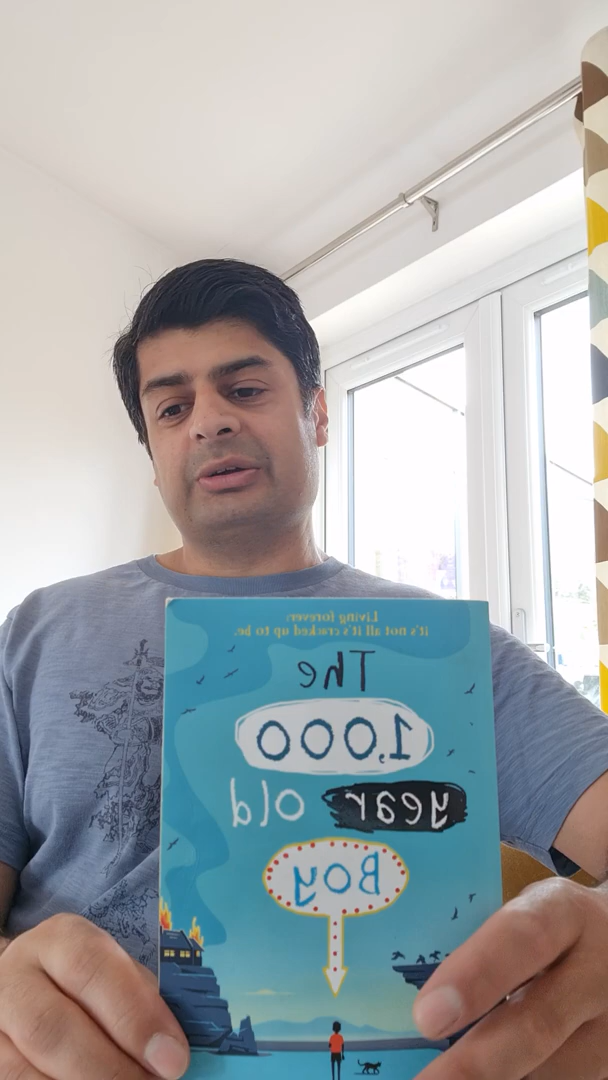 Living forever.
it's not all it's cracked up to be.
The
1,000
year old
Boy